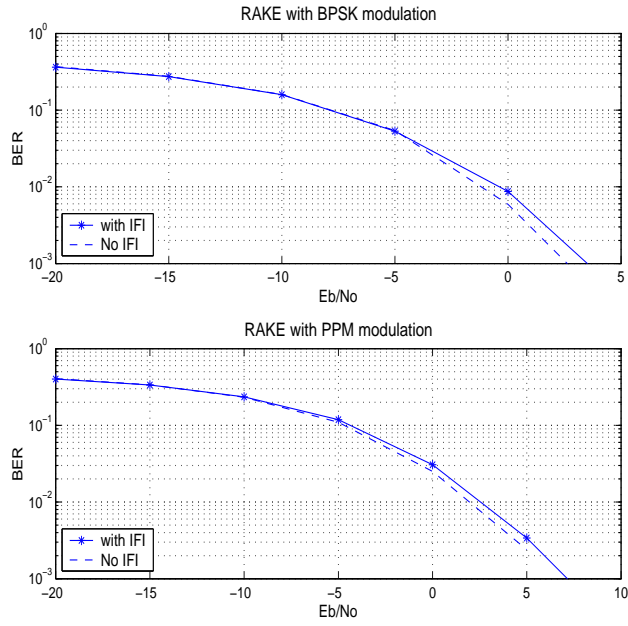 RAKE with BPSK modulation
10^0
10^-1
10^-2
10^-3
BER
with IFI
No IFI
−20 −15 −10 −5 0 5
Eb/No
RAKE with PPM modulation
10^0
10^-1
10^-2
10^-3
BER
with IFI
No IFI
−20 −15 −10 −5 0 5 10
Eb/No